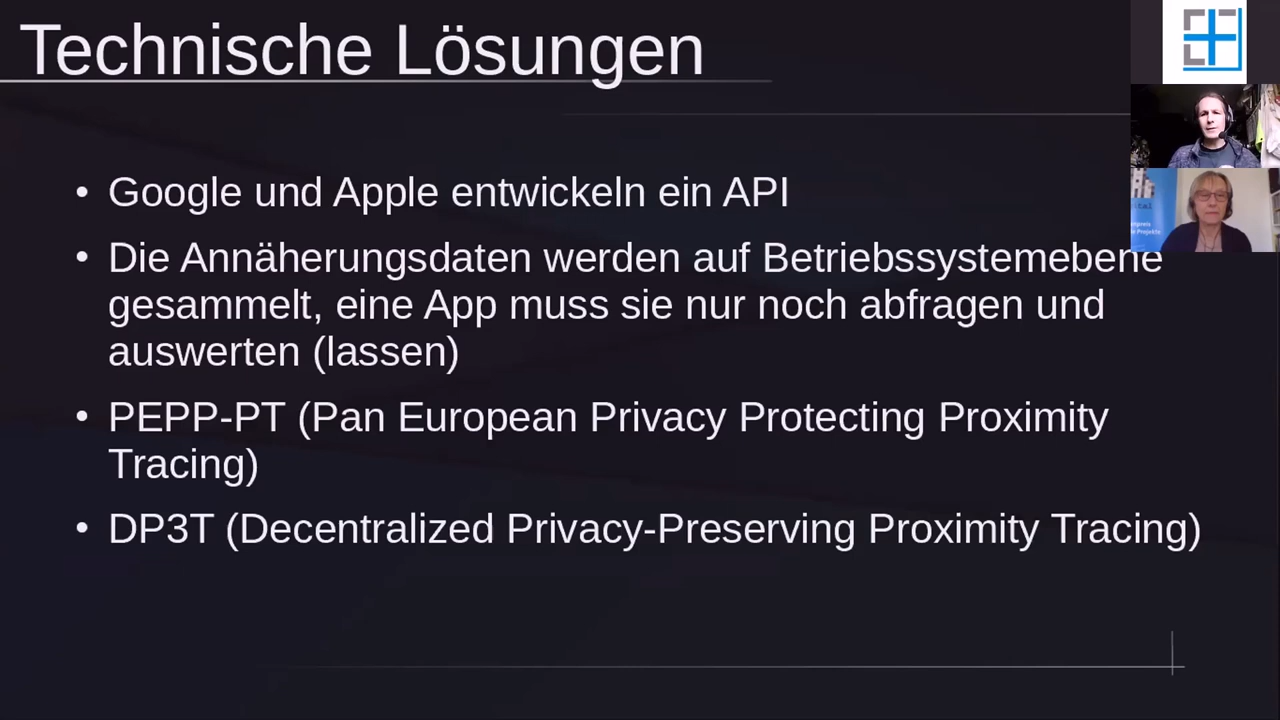 Technische Lösungen
• Google und Apple entwickeln ein API
• Die Annäherungsdaten werden auf Betriebssystemebene
gesammelt, eine App muss sie nur noch abfragen und
auswerten (lassen)
• PEPP-PT (Pan European Privacy Protecting Proximity
Tracing)
• DP3T (Decentralized Privacy-Preserving Proximity Tracing)